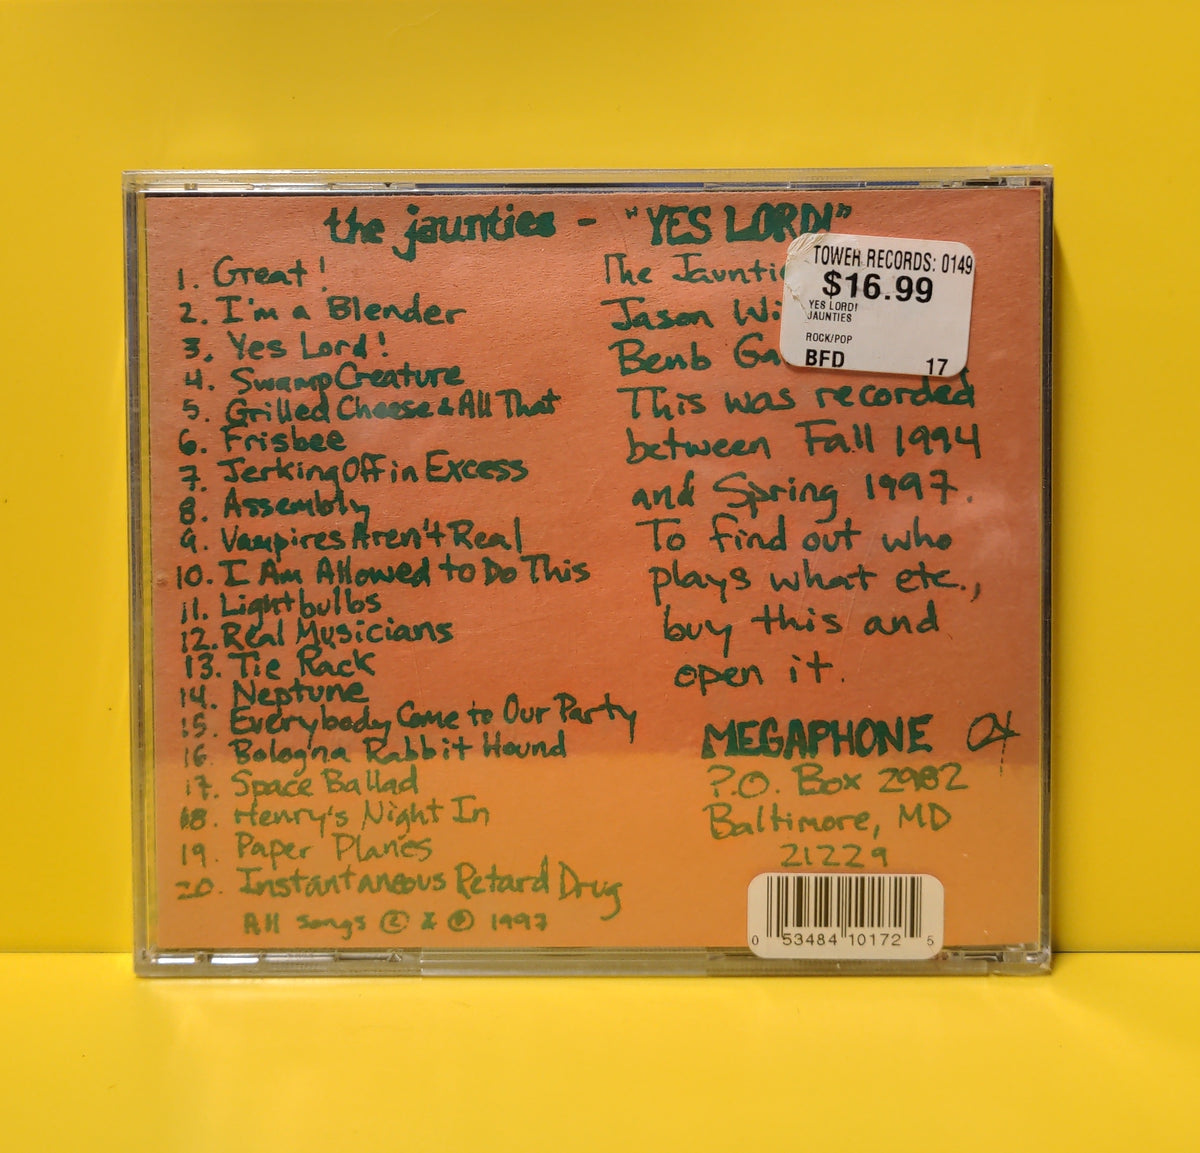 the jaunties - "YES LORD!"
1. Great!
2. I'm a Blender
3. Yes Lord!
4. Swamp Creature
5. Grilled Cheese & All That
6. Frisbee
7. Jerking Off in Excess
8. Assembly
9. Vampires Aren't Real
10. I Am Allowed to Do This
11. Lightbulbs
12. Real Musicians
13. Tie Rack
14. Neptune
15. Everybody Come to Our Party
16. Bologna Rabbit Hound
17. Space Ballad
18. Henry's Night In
19. Paper Planes
20. Instantaneous Retard Drug
All songs © & ℗ 1997
The
Jason
Benb
This was recorded
between Fall 1994
and Spring 1997.
To find out who
plays what etc.,
buy this and
open it.
TOWER RECORDS: 0149
$16.99
YES LORD!
JAUNTIES
ROCK/POP
BFD 17
MEGAPHONE 04
P.O. Box 2982
Baltimore, MD
21229
0 53484 10172 5